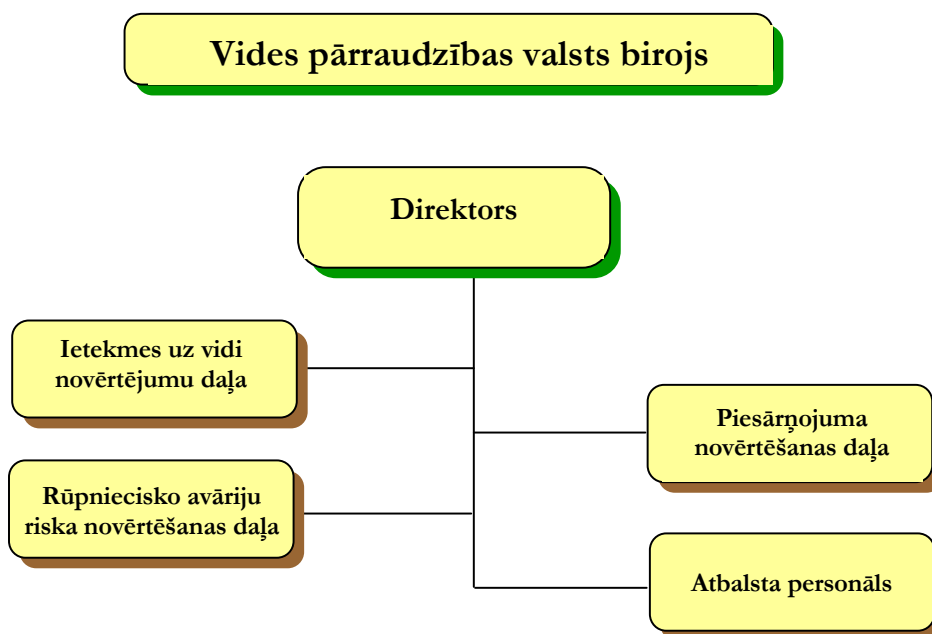 Vides pārraudzības valsts birojs
Direktors
Ietekmes uz vidi
novērtējumu daļa
Piesārņojuma
novērtēšanas daļa
Rūpniecisko avāriju
riska novērtēšanas daļa
Atbalsta personāls